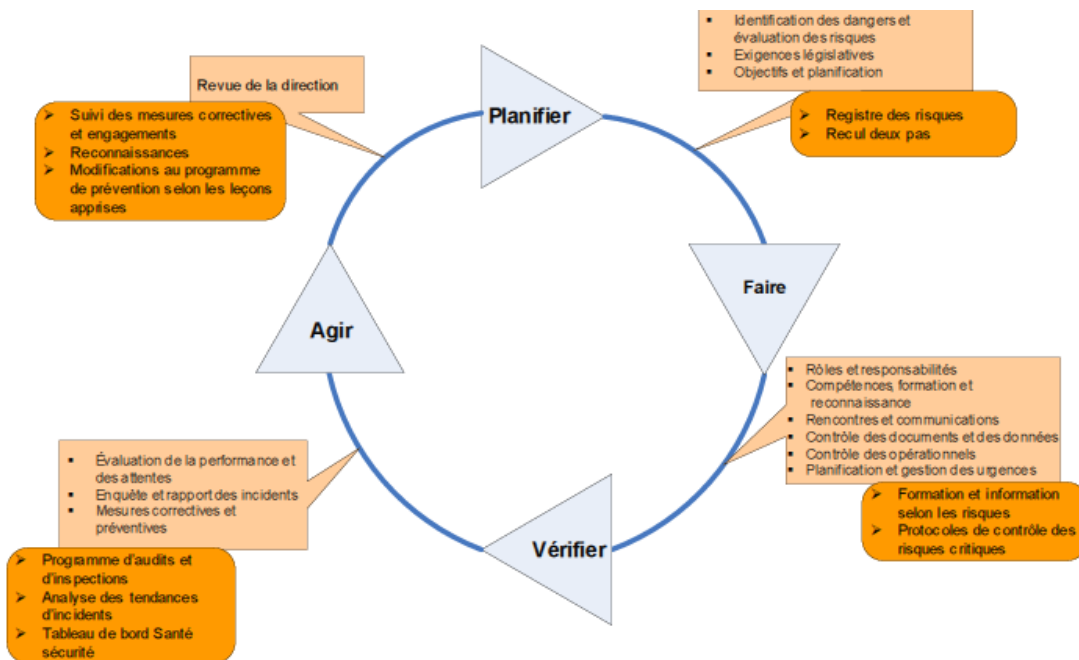 Planifier
▪ Identification des dangers et
évaluation des risques
▪ Exigences législatives
▪ Objectifs et planification
➢ Registre des risques
➢ Recul deux pas
Faire
▪ Rôles et responsabilités
▪ Compétences, formation et
reconnaissance
▪ Rencontres et communications
▪ Contrôle des documents et des données
▪ Contrôle des opérationnels
▪ Planification et gestion des urgences
➢ Formation et information
selon les risques
➢ Protocoles de contrôle des
risques critiques
Vérifier
▪ Évaluation de la performance et
des attentes
▪ Enquête et rapport des incidents
▪ Mesures correctives et
préventives
➢ Programme d'audits et
d'inspections
➢ Analyse des tendances
d'incidents
➢ Tableau de bord Santé
sécurité
Agir
Revue de la direction
➢ Suivi des mesures correctives
et engagements
➢ Reconnaissances
➢ Modifications au programme
de prévention selon les leçons
apprises